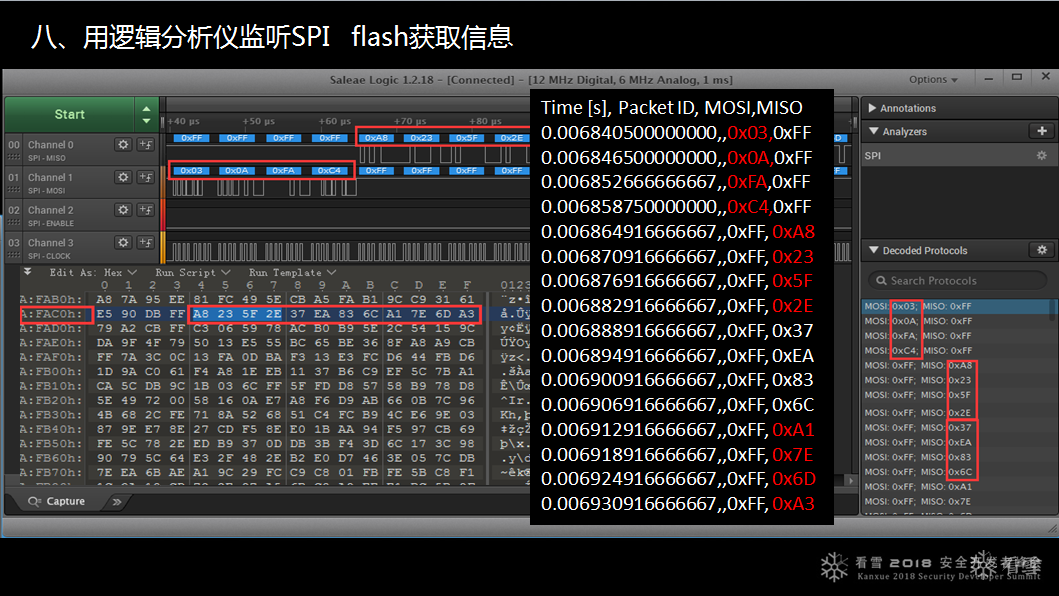 八、用逻辑分析仪监听SPI flash获取信息
Saleae Logic 1.2.18 - [Connected] - [12 MHz Digital, 6 MHz Analog, 1 ms]
Options
Start
+40 µs +50 µs +60 µs +70 µs +80 µs
00 Channel 0
SPI - MISO
0xFF 0xFF 0xFF 0xFF 0xA8 0x23 0x5F 0x2E
01 Channel 1
SPI - MOSI
0x03 0x0A 0xFA 0xC4 0xFF 0xFF 0xFF 0xFF
02 Channel 2
SPI - ENABLE
03 Channel 3
SPI - CLOCK
Edit As: Hex Run Script Run Template
0 1 2 3 4 5 6 7 8 9 A B C D E F 0123
A:FAB0h: A8 7A 95 EE 81 FC 49 5E CB A5 FA B1 9C C9 31 61
A:FAC0h: E5 90 DB FF A8 23 5F 2E 37 EA 83 6C A1 7E 6D A3
A:FAD0h: 79 A2 CB FF C3 06 59 78 AC B0 B9 5E 2C 54 15 9C
A:FAE0h: DA 9F 4F 79 50 13 E5 55 BC 65 BE 36 8F A8 A9 CB
A:FAF0h: FF 7A 3C 0C 13 FA 0D BA F3 13 E3 FC D6 44 FB D6
A:FB00h: 1D 9A C0 61 F4 A8 1E EB 11 37 B6 C9 EF 5C 7B A1
A:FB10h: CA 5C DB 9C 1B 03 6C FF 5F FD D8 57 58 B9 78 D8
A:FB20h: 5E 49 72 00 58 16 0A E7 A8 F6 D9 AB 66 0B 7C 96
A:FB30h: 4B 68 2C FE 71 8A 52 68 51 C4 FC B9 4C E6 9E 03
A:FB40h: 87 9E E7 8E 27 CD F5 8E E0 1B AA 94 F5 97 CB 69
A:FB50h: FE 5C 78 2E ED B9 37 0D DB 3B F4 3D 6C 17 3C 98
A:FB60h: 90 79 5C 64 E3 2F 48 2E B2 E0 D7 46 3E 05 7C DB
A:FB70h: 7E EA 6B AE A1 9C 29 FC C9 C8 01 FB FE 5B C8 F1
Capture
Time [s], Packet ID, MOSI,MISO
0.006840500000000,,0x03,0xFF
0.006846500000000,,0x0A,0xFF
0.006852666666667,,0xFA,0xFF
0.006858750000000,,0xC4,0xFF
0.006864916666667,,0xFF, 0xA8
0.006870916666667,,0xFF, 0x23
0.006876916666667,,0xFF, 0x5F
0.006882916666667,,0xFF, 0x2E
0.006888916666667,,0xFF, 0x37
0.006894916666667,,0xFF, 0xEA
0.006900916666667,,0xFF, 0x83
0.006906916666667,,0xFF, 0x6C
0.006912916666667,,0xFF, 0xA1
0.006918916666667,,0xFF, 0x7E
0.006924916666667,,0xFF, 0x6D
0.006930916666667,,0xFF, 0xA3
Annotations
Analyzers
SPI
Decoded Protocols
Search Protocols
MOSI: 0x03; MISO: 0xFF
MOSI: 0x0A; MISO: 0xFF
MOSI: 0xFA; MISO: 0xFF
MOSI: 0xC4; MISO: 0xFF
MOSI: 0xFF; MISO: 0xA8
MOSI: 0xFF; MISO: 0x23
MOSI: 0xFF; MISO: 0x5F
MOSI: 0xFF; MISO: 0x2E
MOSI: 0xFF; MISO: 0x37
MOSI: 0xFF; MISO: 0xEA
MOSI: 0xFF; MISO: 0x83
MOSI: 0xFF; MISO: 0x6C
MOSI: 0xFF; MISO: 0xA1
MOSI: 0xFF; MISO: 0x7E
看雪 2018 安全开发者峰会
Kanxue 2018 Security Developer Summit
看雪